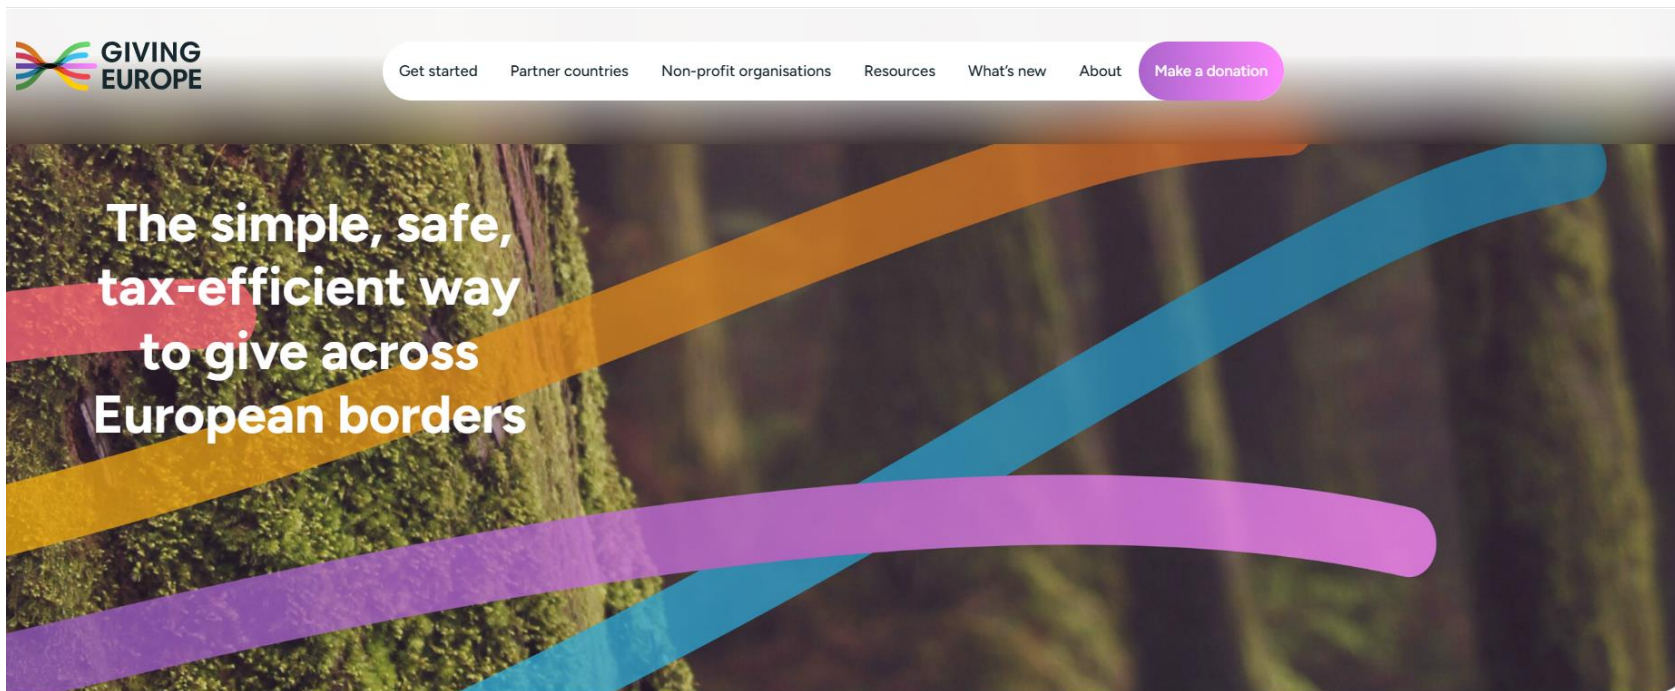 GIVING
EUROPE
Get started
Partner countries
Non-profit organisations
Resources
What's new
About
Make a donation
The simple, safe,
tax-efficient way
to give across
European borders